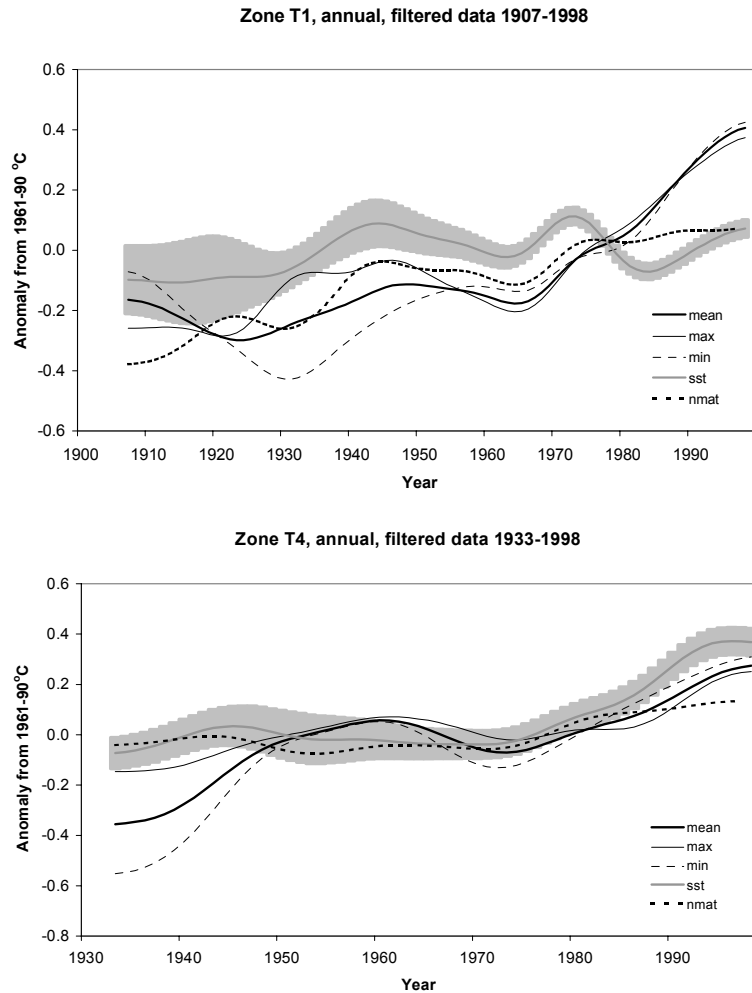 Zone T1, annual, filtered data 1907-1998
Anomaly from 1961-90 °C
0.6
0.4
0.2
0.0
-0.2
-0.4
-0.6
1900 1910 1920 1930 1940 1950 1960 1970 1980 1990
Year
mean
max
min
sst
nmat
Zone T4, annual, filtered data 1933-1998
Anomaly from 1961-90°C
0.6
0.4
0.2
0.0
-0.2
-0.4
-0.6
-0.8
1930 1940 1950 1960 1970 1980 1990
Year
mean
max
min
sst
nmat